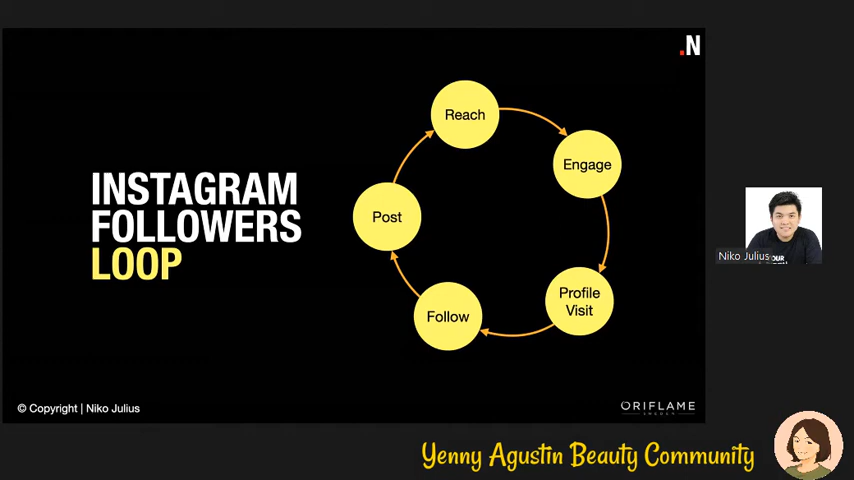 .N
INSTAGRAM
FOLLOWERS
LOOP
Reach
Engage
Profile
Visit
Follow
Post
Niko Julius
© Copyright | Niko Julius
ORIFLAME
SWEDEN
Yenny Agustin Beauty Community